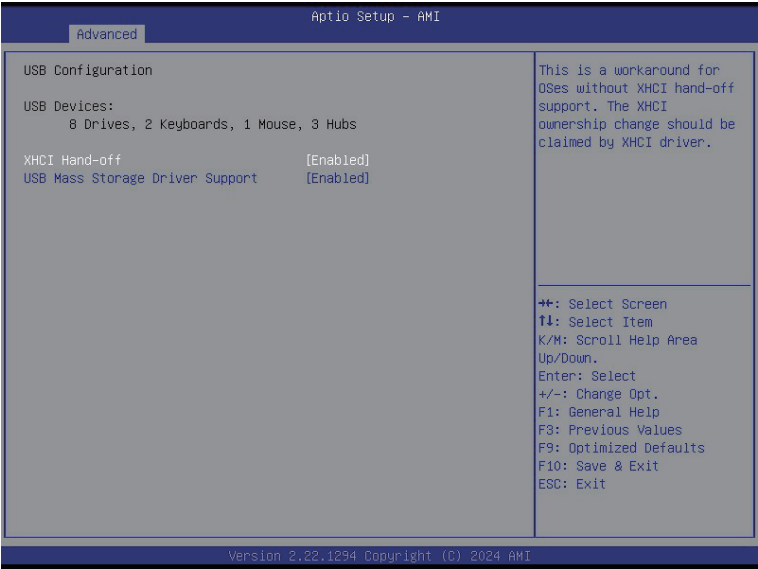 Aptio Setup – AMI
Advanced
USB Configuration
USB Devices:
8 Drives, 2 Keyboards, 1 Mouse, 3 Hubs
XHCI Hand-off [Enabled]
USB Mass Storage Driver Support [Enabled]
This is a workaround for
OSes without XHCI hand-off
support. The XHCI
ownership change should be
claimed by XHCI driver.
→←: Select Screen
↑↓: Select Item
K/M: Scroll Help Area
Up/Down.
Enter: Select
+/-: Change Opt.
F1: General Help
F3: Previous Values
F9: Optimized Defaults
F10: Save & Exit
ESC: Exit
Version 2.22.1294 Copyright (C) 2024 AMI